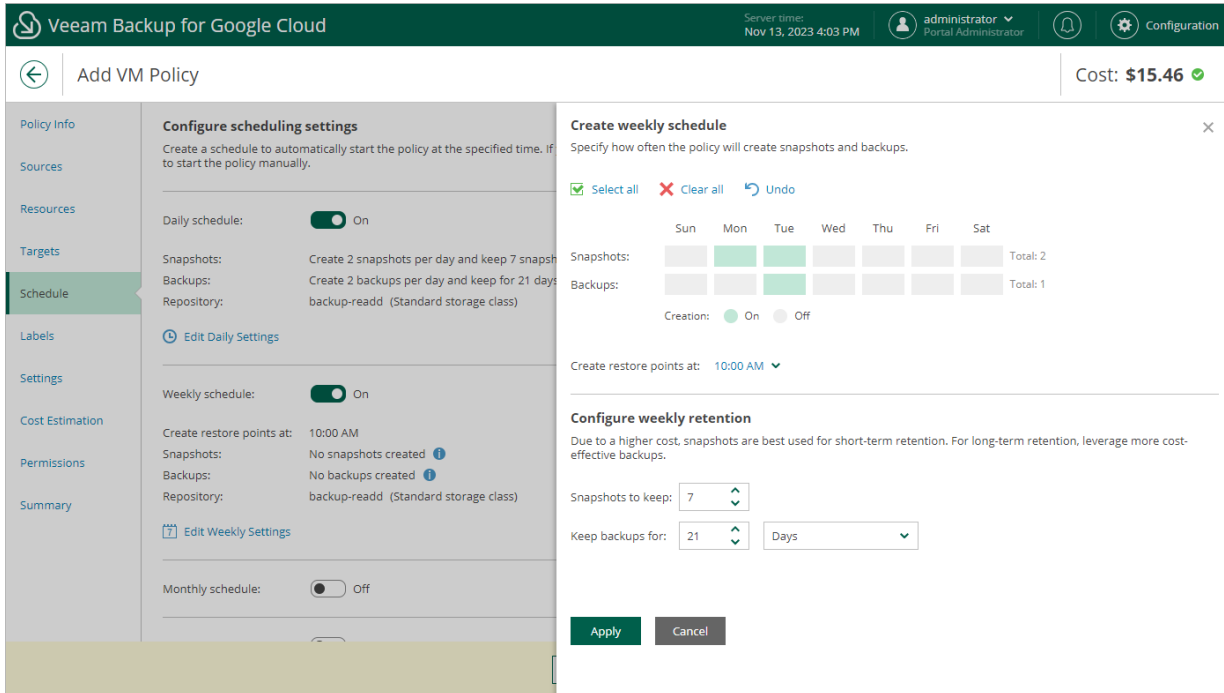 Veeam Backup for Google Cloud
Server time:
Nov 13, 2023 4:03 PM
administrator
Portal Administrator
Configuration
Add VM Policy
Cost: $15.46
Policy Info
Sources
Resources
Targets
Schedule
Labels
Settings
Cost Estimation
Permissions
Summary
Configure scheduling settings
Create a schedule to automatically start the policy at the specified time. If
to start the policy manually.
Daily schedule: On
Snapshots: Create 2 snapshots per day and keep 7 snapsh
Backups: Create 2 backups per day and keep for 21 days
Repository: backup-readd (Standard storage class)
Edit Daily Settings
Weekly schedule: On
Create restore points at: 10:00 AM
Snapshots: No snapshots created
Backups: No backups created
Repository: backup-readd (Standard storage class)
7 Edit Weekly Settings
Monthly schedule: Off
Create weekly schedule
Specify how often the policy will create snapshots and backups.
Select all Clear all Undo
Sun Mon Tue Wed Thu Fri Sat
Snapshots: Total: 2
Backups: Total: 1
Creation: On Off
Create restore points at: 10:00 AM
Configure weekly retention
Due to a higher cost, snapshots are best used for short-term retention. For long-term retention, leverage more cost-
effective backups.
Snapshots to keep: 7
Keep backups for: 21 Days
Apply Cancel